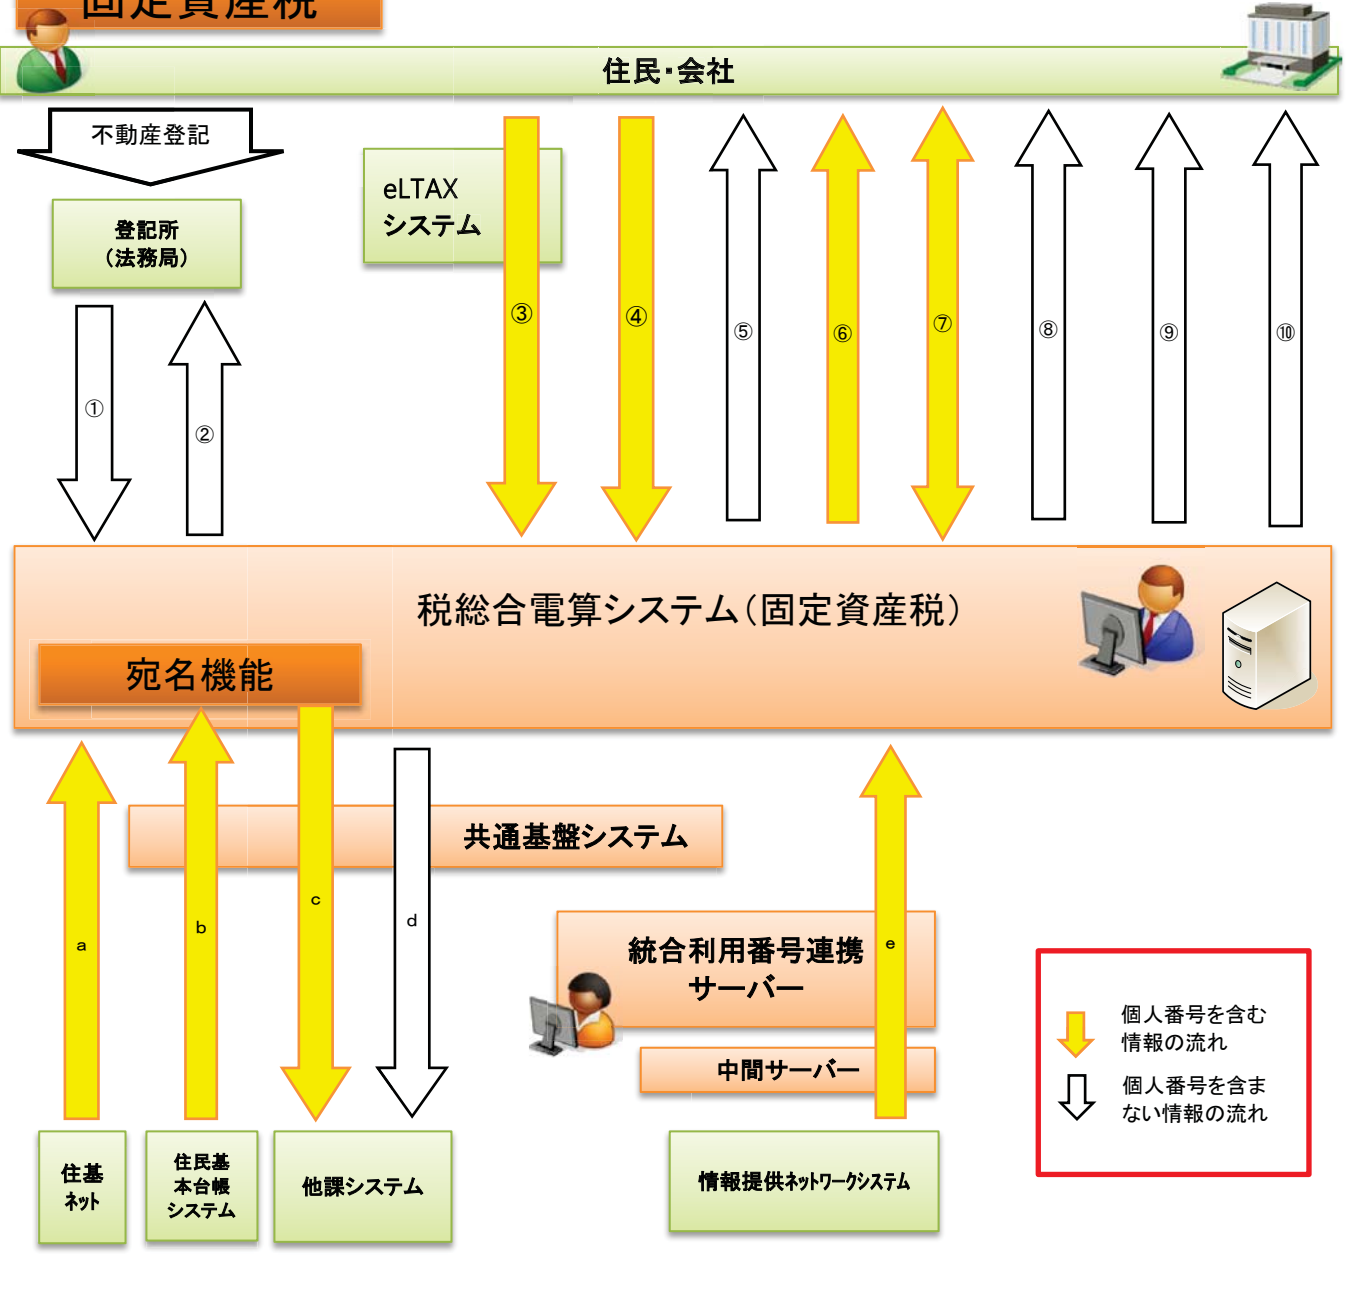 固定資産税
住民・会社
不動産登記
登記所
（法務局）
eLTAX
システム
①
②
③
④
⑤
⑥
⑦
⑧
⑨
⑩
税総合電算システム（固定資産税）
宛名機能
共通基盤システム
a
b
c
d
e
統合利用番号連携
サーバー
中間サーバー
住基
ネット
住民基
本台帳
システム
他課システム
情報提供ネットワークシステム
個人番号を含む
情報の流れ
個人番号を含ま
ない情報の流れ